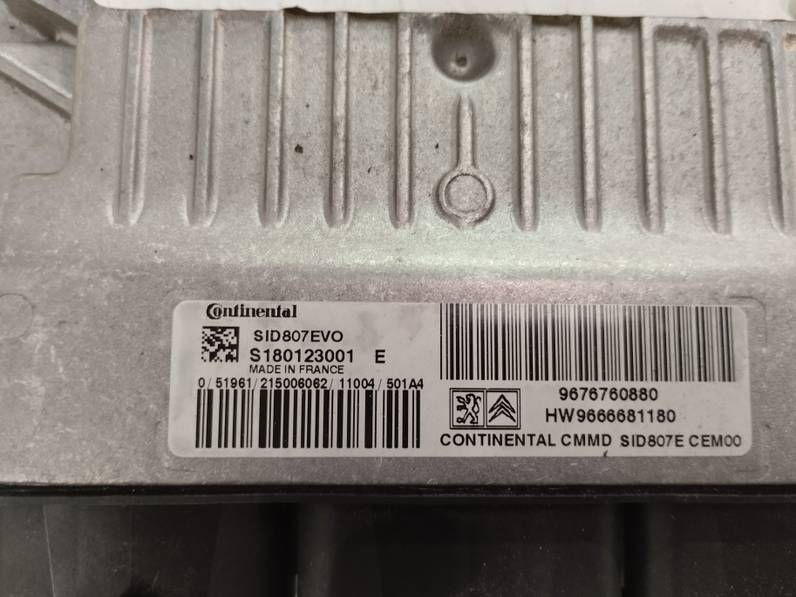 Continental
SID807EVO
S180123001 E
MADE IN FRANCE
0/51961/215006062/11004/501A4
9676760880
HW9666681180
CONTINENTAL CMMD SID807E CEM00